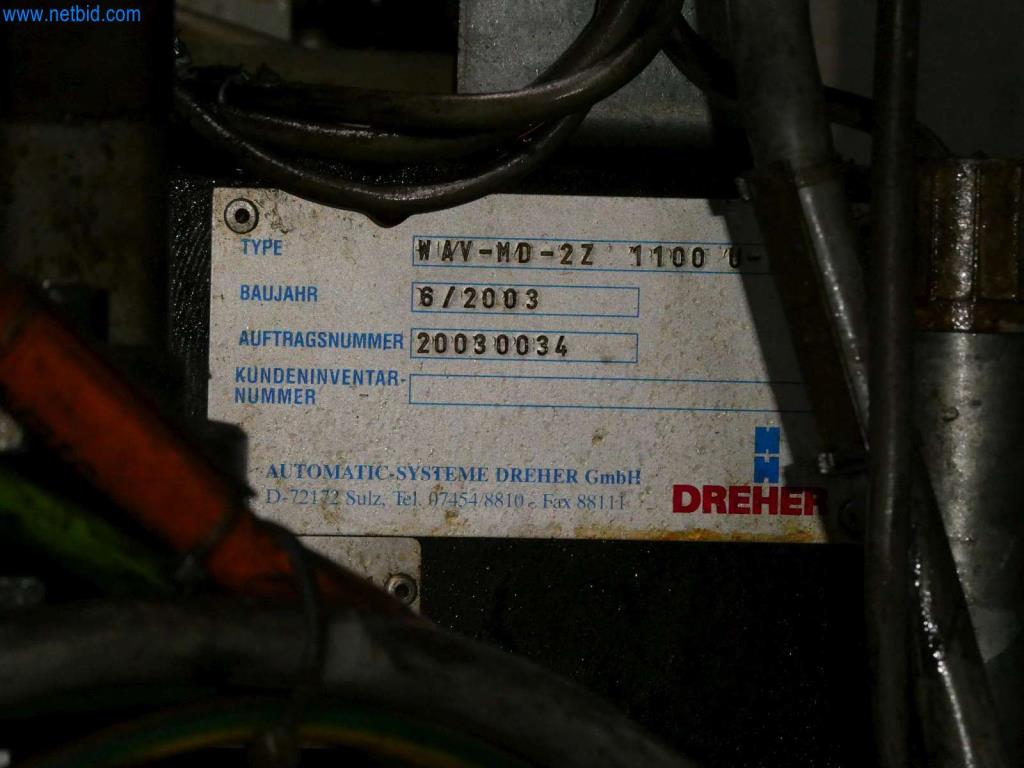 www.netbid.com
TYPE WAV-MD-2Z 1100 U-
BAUJAHR 6/2003
AUFTRAGSNUMMER 20030034
KUNDENINVENTAR-
NUMMER
AUTOMATIC-SYSTEME DREHER GmbH
D-72172 Sulz, Tel. 07454/8810 - Fax 88111
DREHER